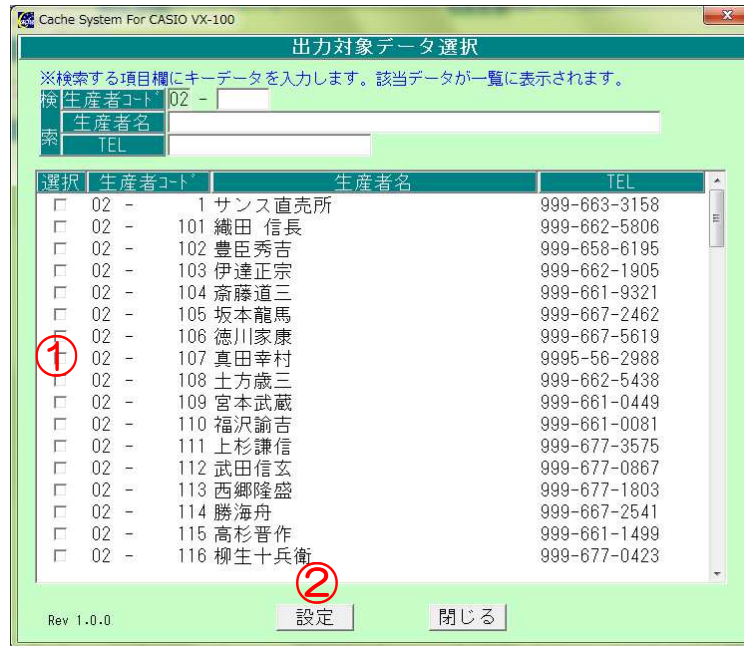 Cache System For CASIO VX-100
出力対象データ選択
※検索する項目欄にキーデータを入力します。該当データが一覧に表示されます。
検索
生産者コード 02 -
生産者名
TEL
選択 生産者コード 生産者名 TEL
02 - 1 サンス直売所 999-663-3158
02 - 101 織田 信長 999-662-5806
02 - 102 豊臣秀吉 999-658-6195
02 - 103 伊達正宗 999-662-1905
02 - 104 斎藤道三 999-661-9321
02 - 105 坂本龍馬 999-667-2462
02 - 106 徳川家康 999-667-5619
① 02 - 107 真田幸村 9995-56-2988
02 - 108 土方歳三 999-662-5438
02 - 109 宮本武蔵 999-661-0449
02 - 110 福沢諭吉 999-661-0081
02 - 111 上杉謙信 999-677-3575
02 - 112 武田信玄 999-677-0867
02 - 113 西郷隆盛 999-677-1803
02 - 114 勝海舟 999-667-2541
02 - 115 高杉晋作 999-661-1499
02 - 116 柳生十兵衛 999-677-0423
②
Rev 1.0.0 設定 閉じる